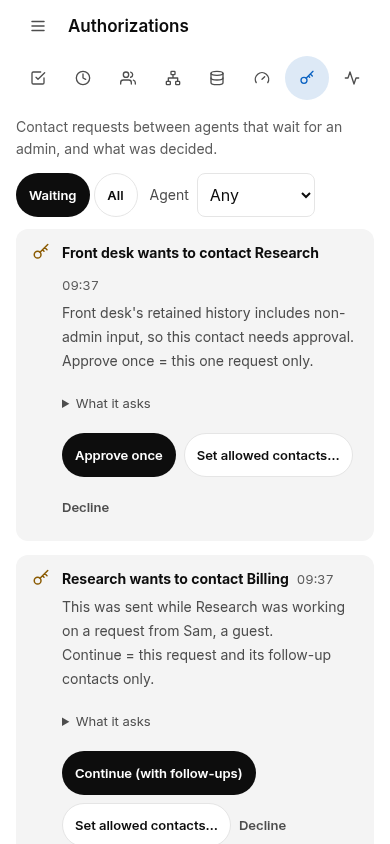 Authorizations
Contact requests between agents that wait for an
admin, and what was decided.
Waiting All Agent Any
Front desk wants to contact Research
09:37
Front desk's retained history includes non-
admin input, so this contact needs approval.
Approve once = this one request only.
What it asks
Approve once Set allowed contacts...
Decline
Research wants to contact Billing 09:37
This was sent while Research was working
on a request from Sam, a guest.
Continue = this request and its follow-up
contacts only.
What it asks
Continue (with follow-ups)
Set allowed contacts... Decline